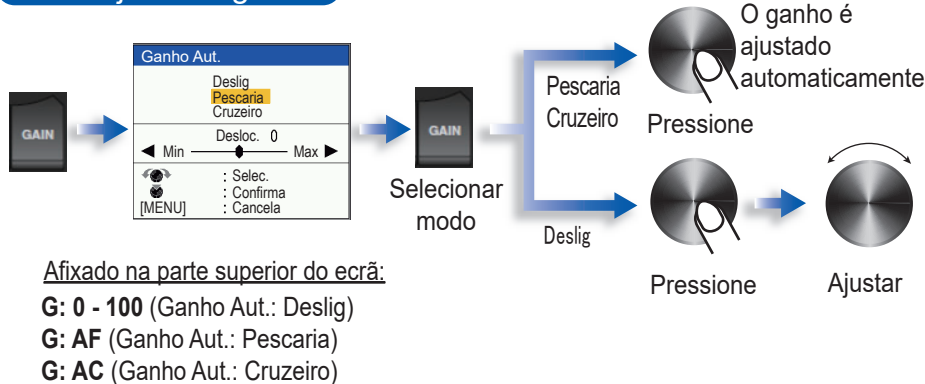 GAIN
Ganho Aut.
Deslig
Pescaria
Cruzeiro
Desloc. 0
◀ Min Max ▶
: Selec.
: Confirma
[MENU] : Cancela
GAIN
Selecionar
modo
Pescaria
Cruzeiro
Pressione
O ganho é
ajustado
automaticamente
Deslig
Pressione
Ajustar
Afixado na parte superior do ecrã:
G: 0 - 100 (Ganho Aut.: Deslig)
G: AF (Ganho Aut.: Pescaria)
G: AC (Ganho Aut.: Cruzeiro)